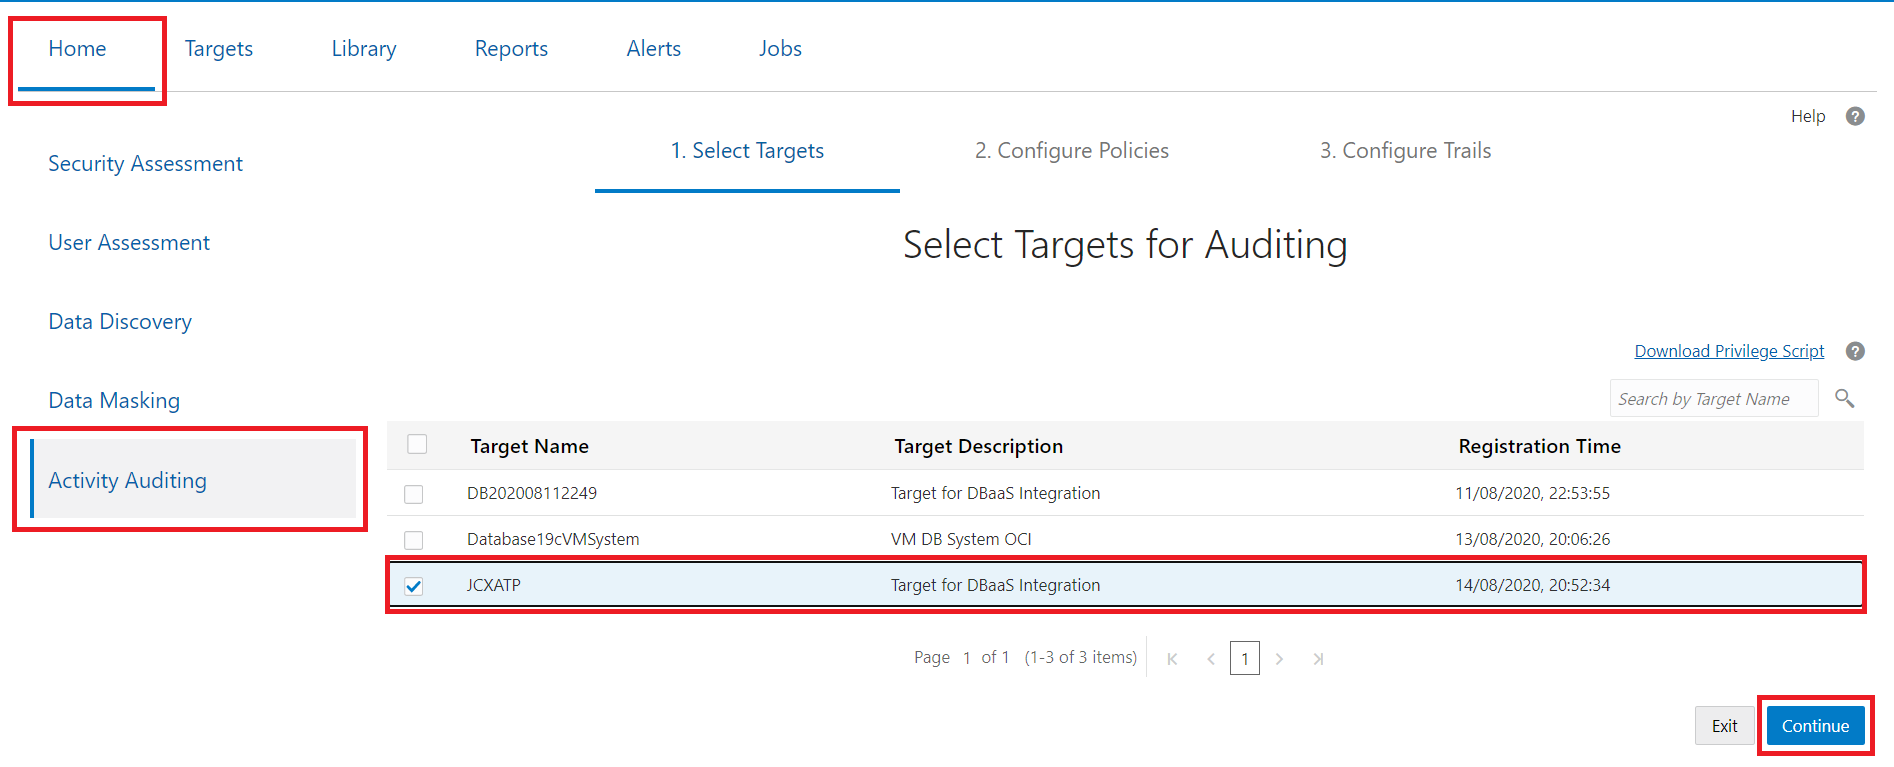 Home Targets Library Reports Alerts Jobs
Help ?
1. Select Targets 2. Configure Policies 3. Configure Trails
Security Assessment
User Assessment
Data Discovery
Data Masking
Activity Auditing
Select Targets for Auditing
Download Privilege Script ?
Search by Target Name
Target Name Target Description Registration Time
DB202008112249 Target for DBaaS Integration 11/08/2020, 22:53:55
Database19cVMSystem VM DB System OCI 13/08/2020, 20:06:26
JCXATP Target for DBaaS Integration 14/08/2020, 20:52:34
Page 1 of 1 (1-3 of 3 items) 1
Exit Continue